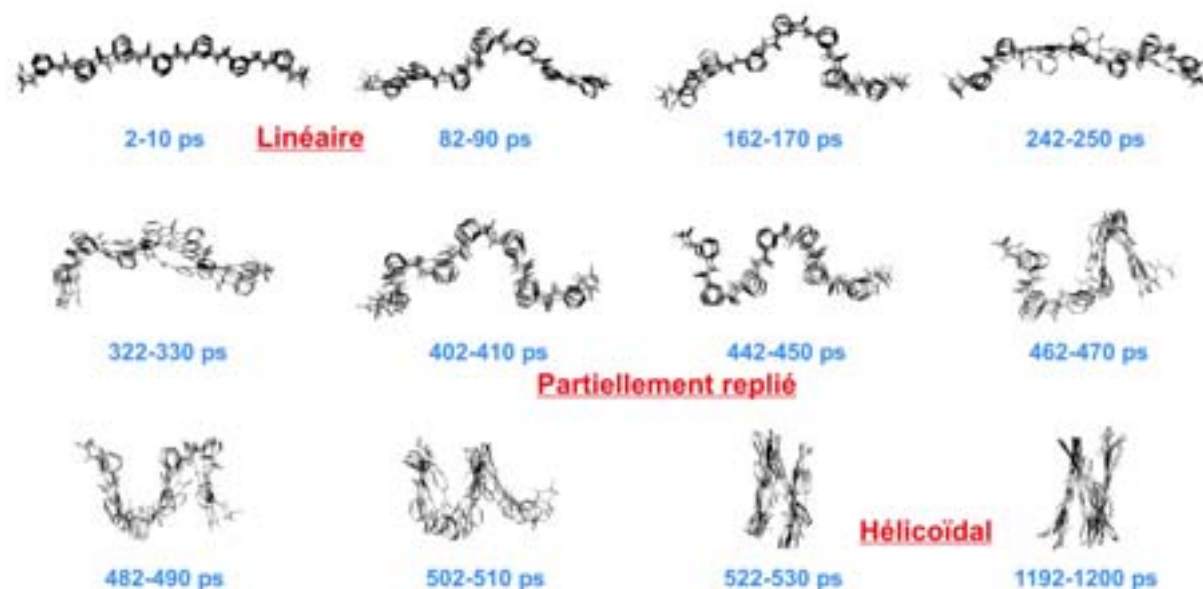 2-10 ps Linéaire 82-90 ps 162-170 ps 242-250 ps
322-330 ps 402-410 ps 442-450 ps 462-470 ps
Partiellement replié
Hélicoïdal
482-490 ps 502-510 ps 522-530 ps 1192-1200 ps